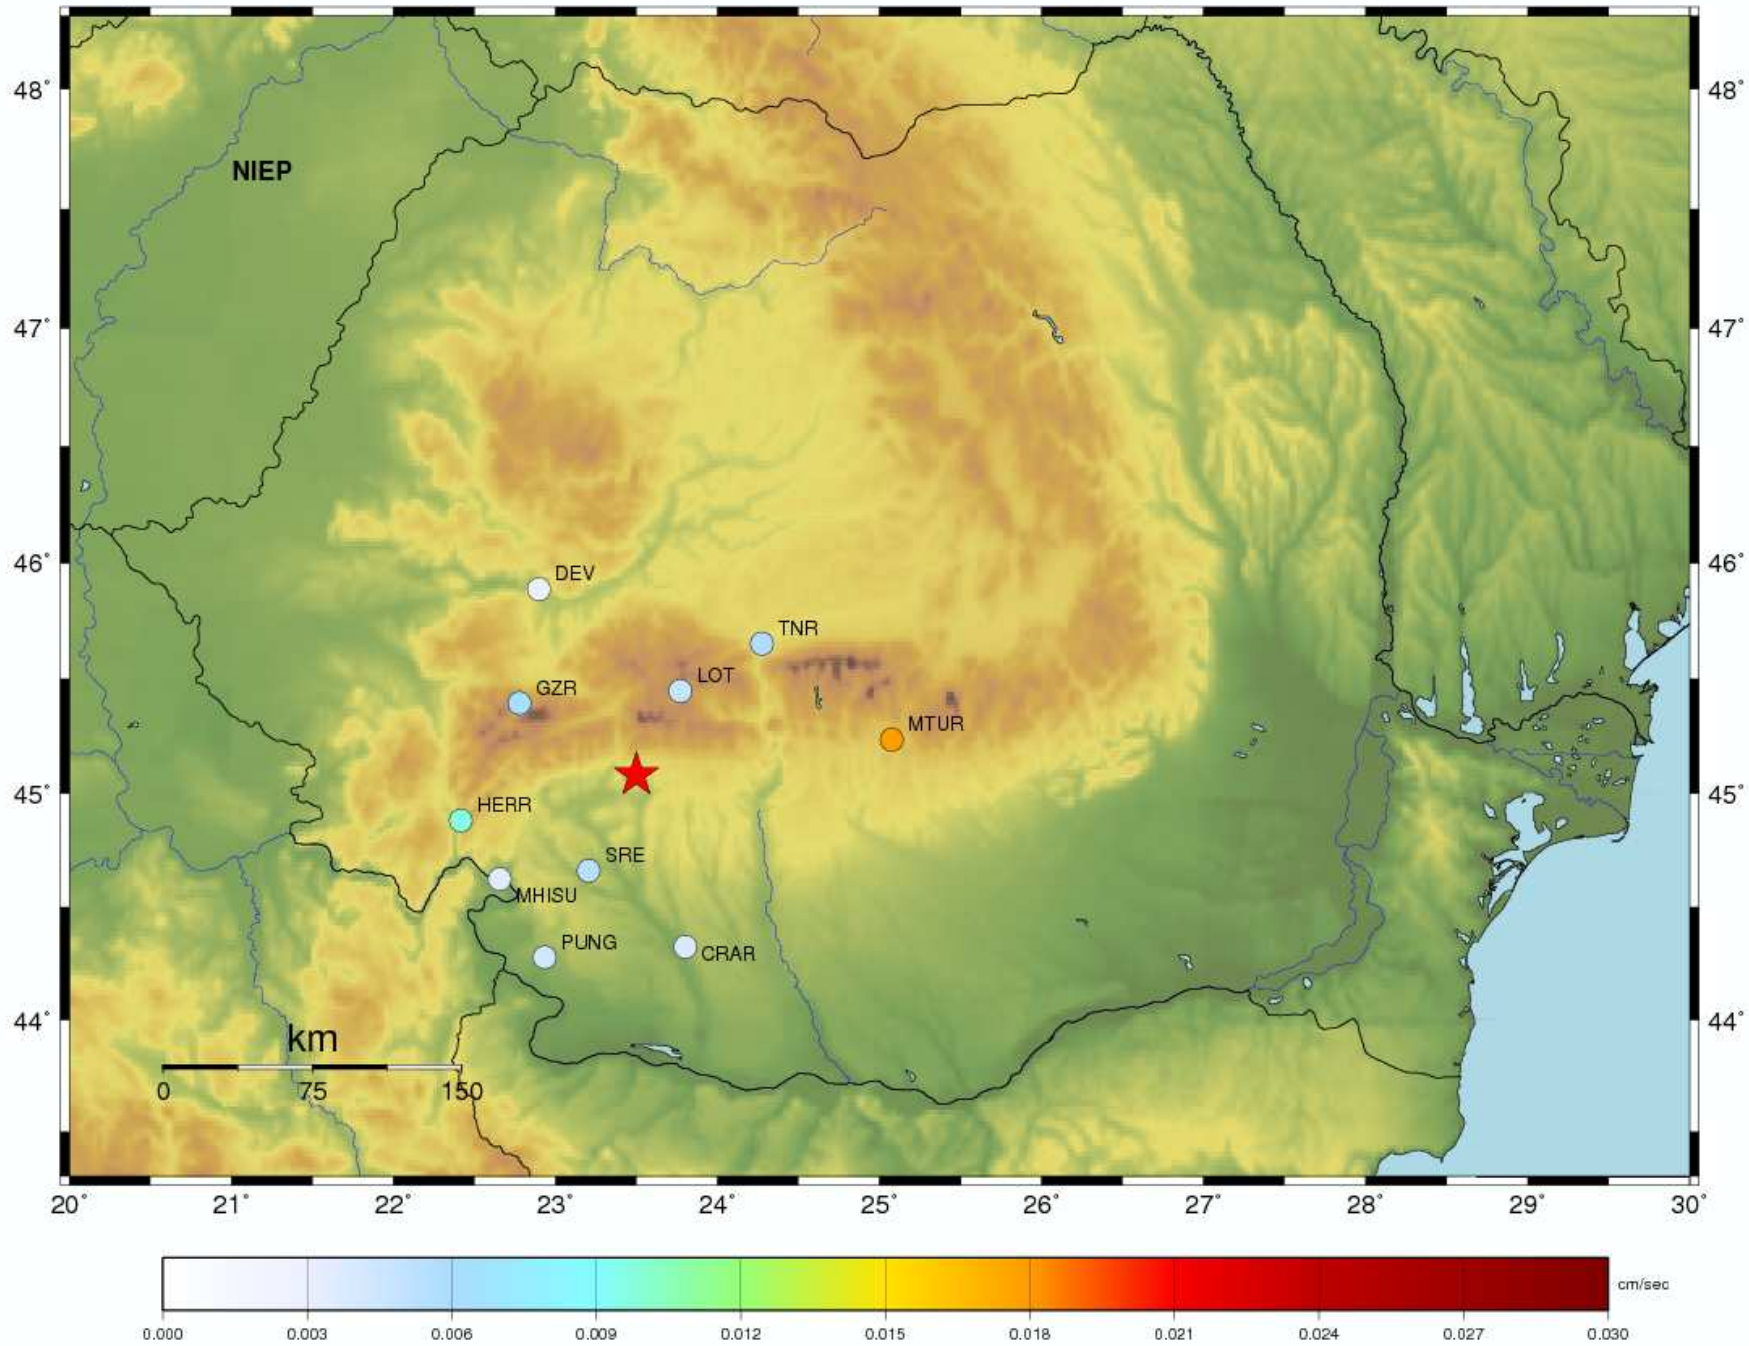 48°
48°
NIEP
47°
47°
46°
46°
DEV
TNR
LOT
GZR
MTUR
45°
45°
HERR
SRE
MHISU
PUNG
CRAR
44°
44°
km
0 75 150
20° 21° 22° 23° 24° 25° 26° 27° 28° 29° 30°
cm/sec
0.000 0.003 0.006 0.009 0.012 0.015 0.018 0.021 0.024 0.027 0.030